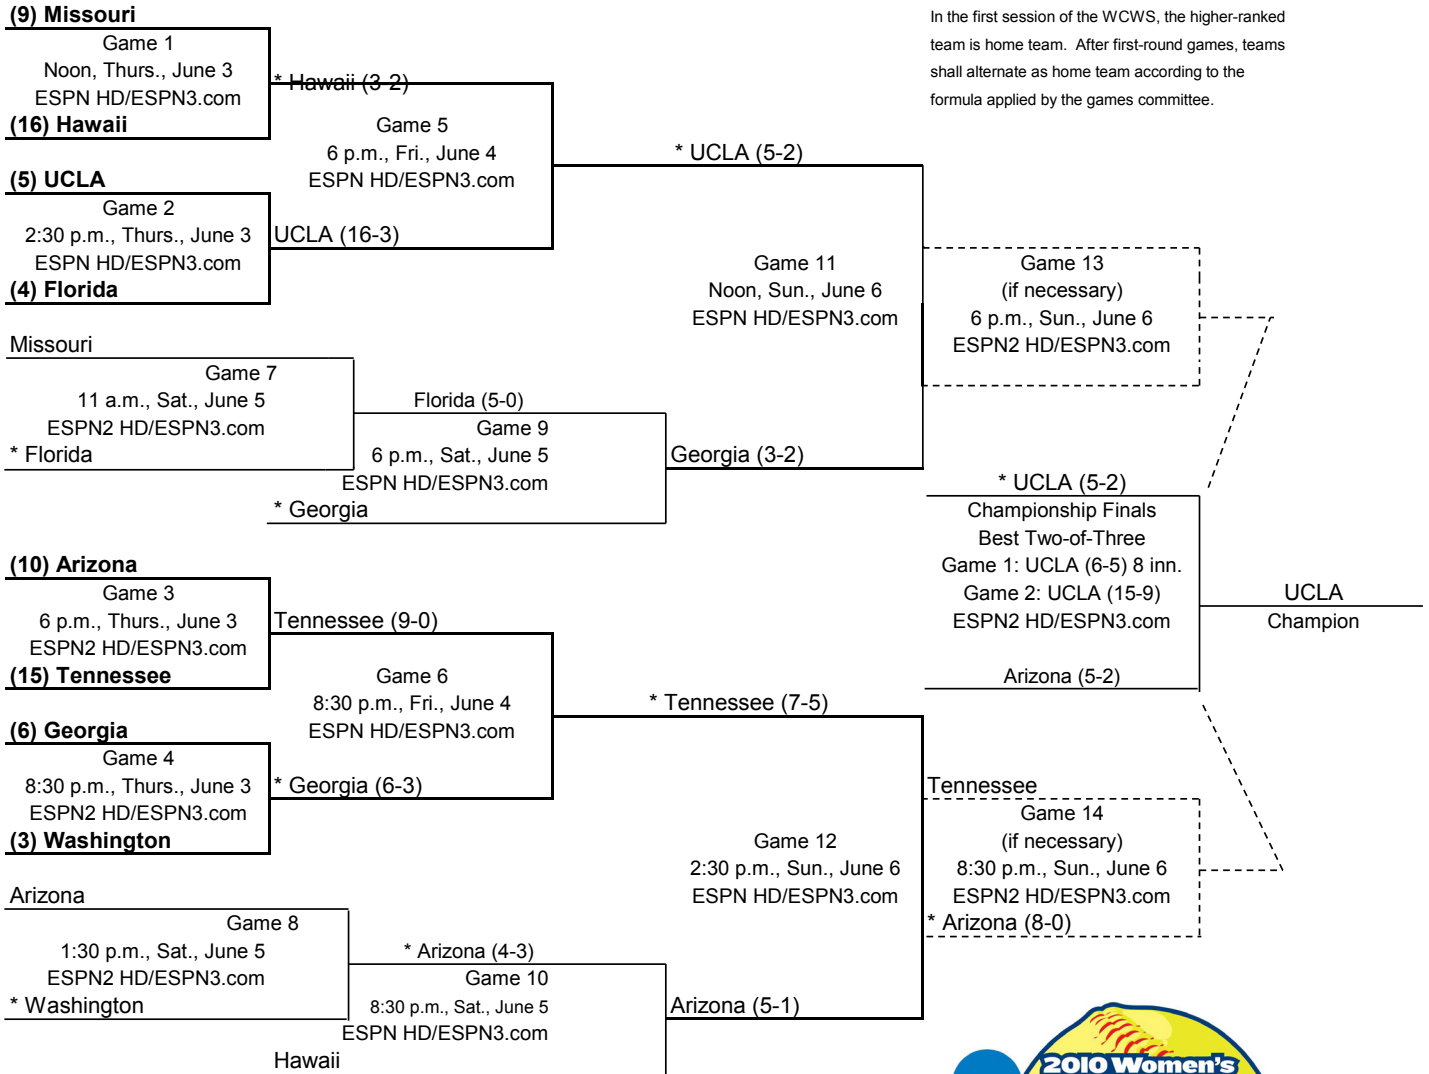 (9) Missouri
Game 1
Noon, Thurs., June 3
ESPN HD/ESPN3.com
(16) Hawaii
* Hawaii (3-2)
Game 5
6 p.m., Fri., June 4
ESPN HD/ESPN3.com
(5) UCLA
Game 2
2:30 p.m., Thurs., June 3
ESPN HD/ESPN3.com
(4) Florida
UCLA (16-3)
* UCLA (5-2)
In the first session of the WCWS, the higher-ranked
team is home team. After first-round games, teams
shall alternate as home team according to the
formula applied by the games committee.
Game 11
Noon, Sun., June 6
ESPN HD/ESPN3.com
Game 13
(if necessary)
6 p.m., Sun., June 6
ESPN2 HD/ESPN3.com
Missouri
Game 7
11 a.m., Sat., June 5
ESPN2 HD/ESPN3.com
* Florida
Florida (5-0)
Game 9
6 p.m., Sat., June 5
ESPN HD/ESPN3.com
* Georgia
Georgia (3-2)
* UCLA (5-2)
Championship Finals
Best Two-of-Three
Game 1: UCLA (6-5) 8 inn.
Game 2: UCLA (15-9)
ESPN2 HD/ESPN3.com
Arizona (5-2)
UCLA
Champion
(10) Arizona
Game 3
6 p.m., Thurs., June 3
ESPN2 HD/ESPN3.com
(15) Tennessee
Tennessee (9-0)
Game 6
8:30 p.m., Fri., June 4
ESPN HD/ESPN3.com
(6) Georgia
Game 4
8:30 p.m., Thurs., June 3
ESPN2 HD/ESPN3.com
(3) Washington
* Georgia (6-3)
* Tennessee (7-5)
Game 12
2:30 p.m., Sun., June 6
ESPN HD/ESPN3.com
Tennessee
Game 14
(if necessary)
8:30 p.m., Sun., June 6
ESPN2 HD/ESPN3.com
* Arizona (8-0)
Arizona
Game 8
1:30 p.m., Sat., June 5
ESPN2 HD/ESPN3.com
* Washington
* Arizona (4-3)
Game 10
8:30 p.m., Sat., June 5
ESPN HD/ESPN3.com
Hawaii
Arizona (5-1)
2010 Women's